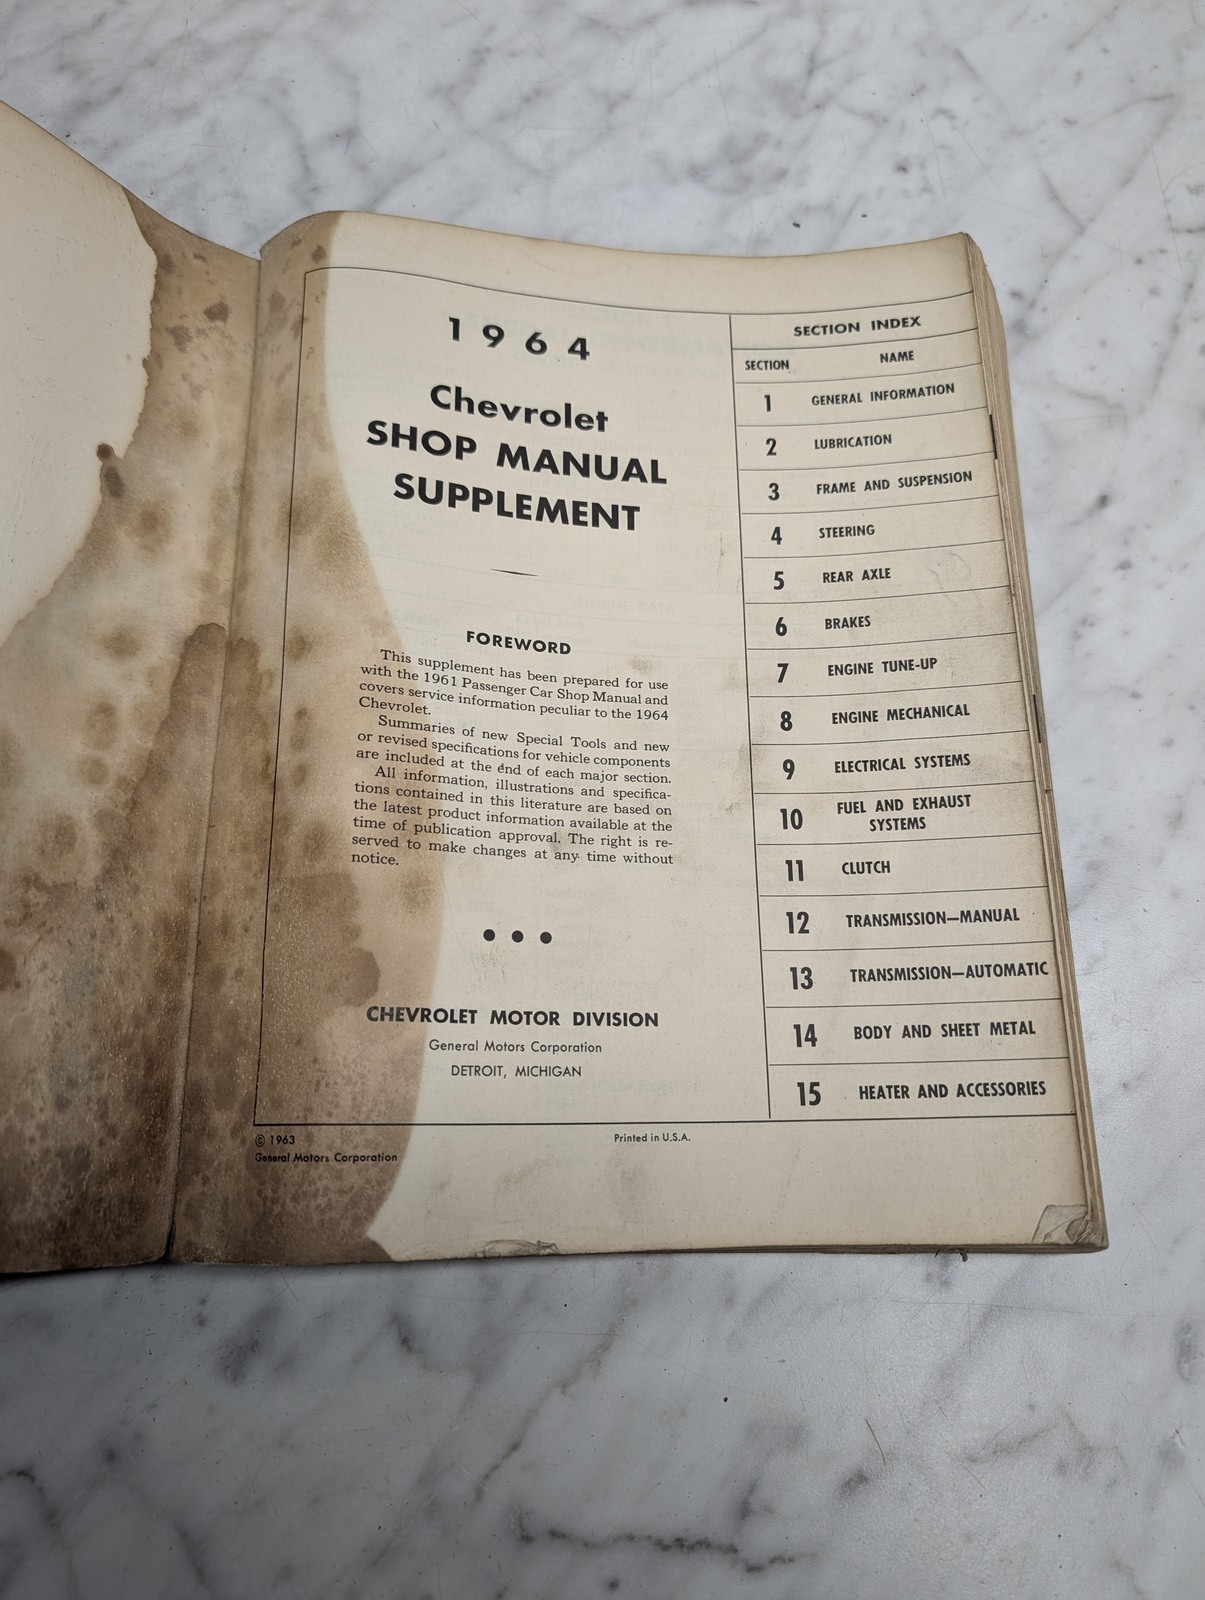 1964
Chevrolet
SHOP MANUAL
SUPPLEMENT
FOREWORD
This supplement has been prepared for use
with the 1961 Passenger Car Shop Manual and
covers service information peculiar to the 1964
Chevrolet.
Summaries of new Special Tools and new
or revised specifications for vehicle components
are included at the end of each major section.
All information, illustrations and specifica-
tions contained in this literature are based on
the latest product information available at the
time of publication approval. The right is re-
served to make changes at any time without
notice.
CHEVROLET MOTOR DIVISION
General Motors Corporation
DETROIT, MICHIGAN
SECTION INDEX
SECTION NAME
1 GENERAL INFORMATION
2 LUBRICATION
3 FRAME AND SUSPENSION
4 STEERING
5 REAR AXLE
6 BRAKES
7 ENGINE TUNE-UP
8 ENGINE MECHANICAL
9 ELECTRICAL SYSTEMS
10 FUEL AND EXHAUST
SYSTEMS
11 CLUTCH
12 TRANSMISSION—MANUAL
13 TRANSMISSION—AUTOMATIC
14 BODY AND SHEET METAL
15 HEATER AND ACCESSORIES
© 1963
General Motors Corporation
Printed in U.S.A.